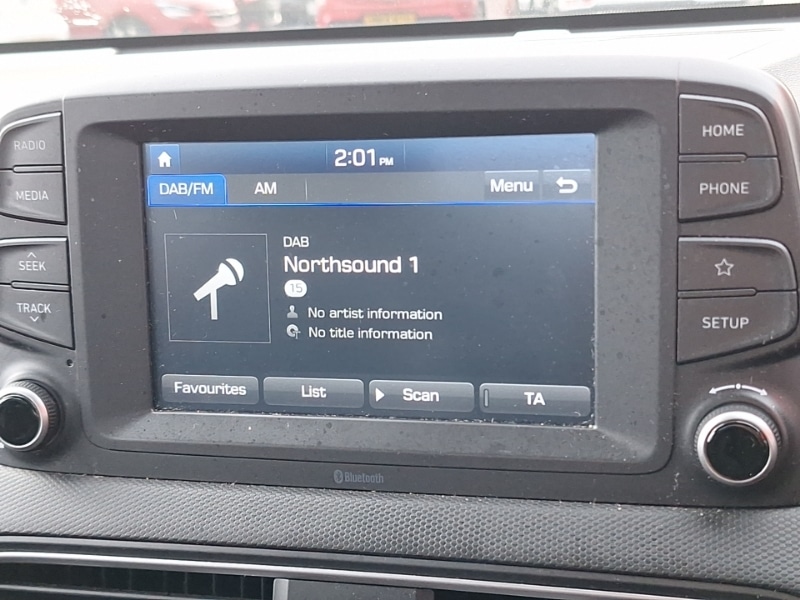 RADIO
MEDIA
SEEK
TRACK
2:01 PM
DAB/FM AM Menu
DAB
Northsound 1
15
No artist information
No title information
Favourites List Scan TA
HOME
PHONE
SETUP
Bluetooth